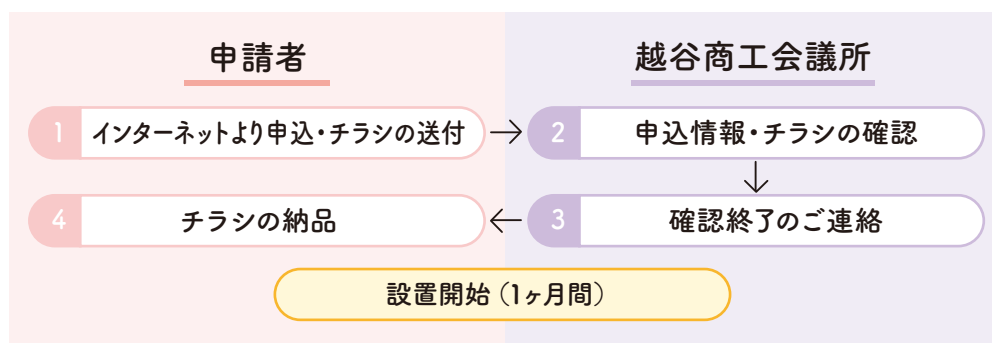 申請者
越谷商工会議所
1 インターネットより申込・チラシの送付
2 申込情報・チラシの確認
3 確認終了のご連絡
4 チラシの納品
設置開始（1ヶ月間）